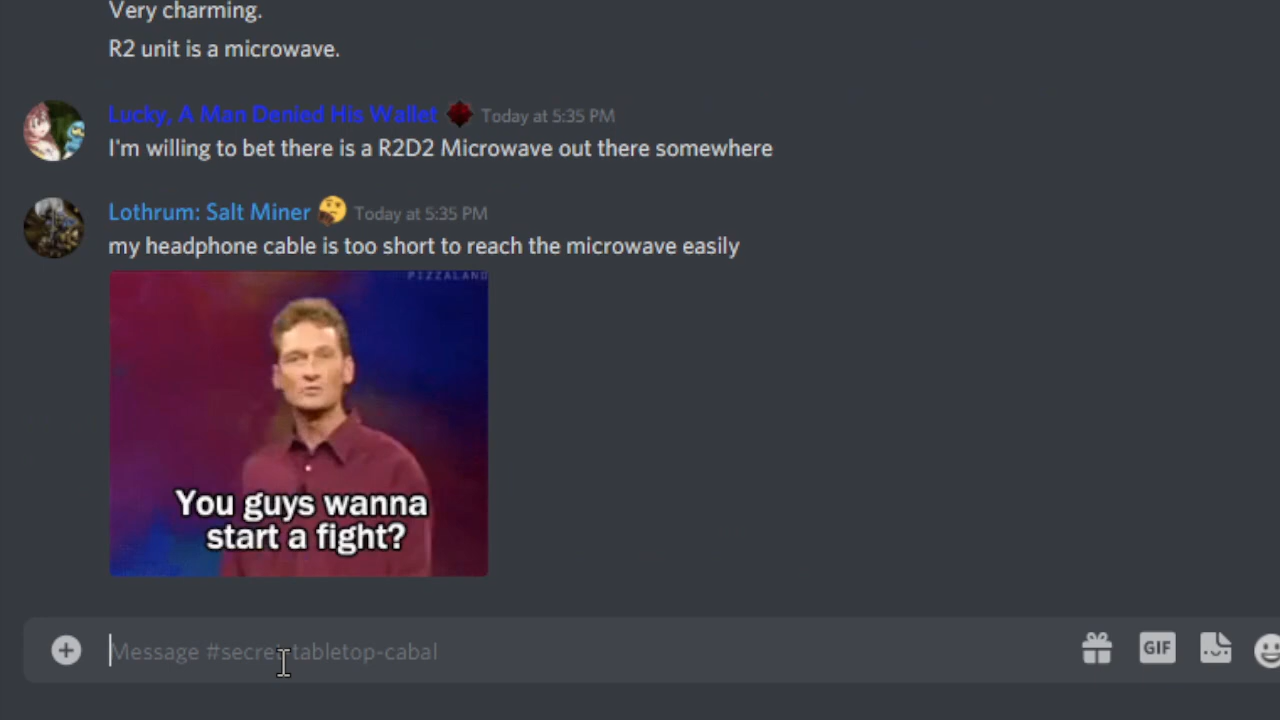 Very charming.
R2 unit is a microwave.
Lucky, A Man Denied His Wallet Today at 5:35 PM
I'm willing to bet there is a R2D2 Microwave out there somewhere
Lothrum: Salt Miner Today at 5:35 PM
my headphone cable is too short to reach the microwave easily
PIZZALAND
You guys wanna
start a fight?
Message #secret-tabletop-cabal
GIF